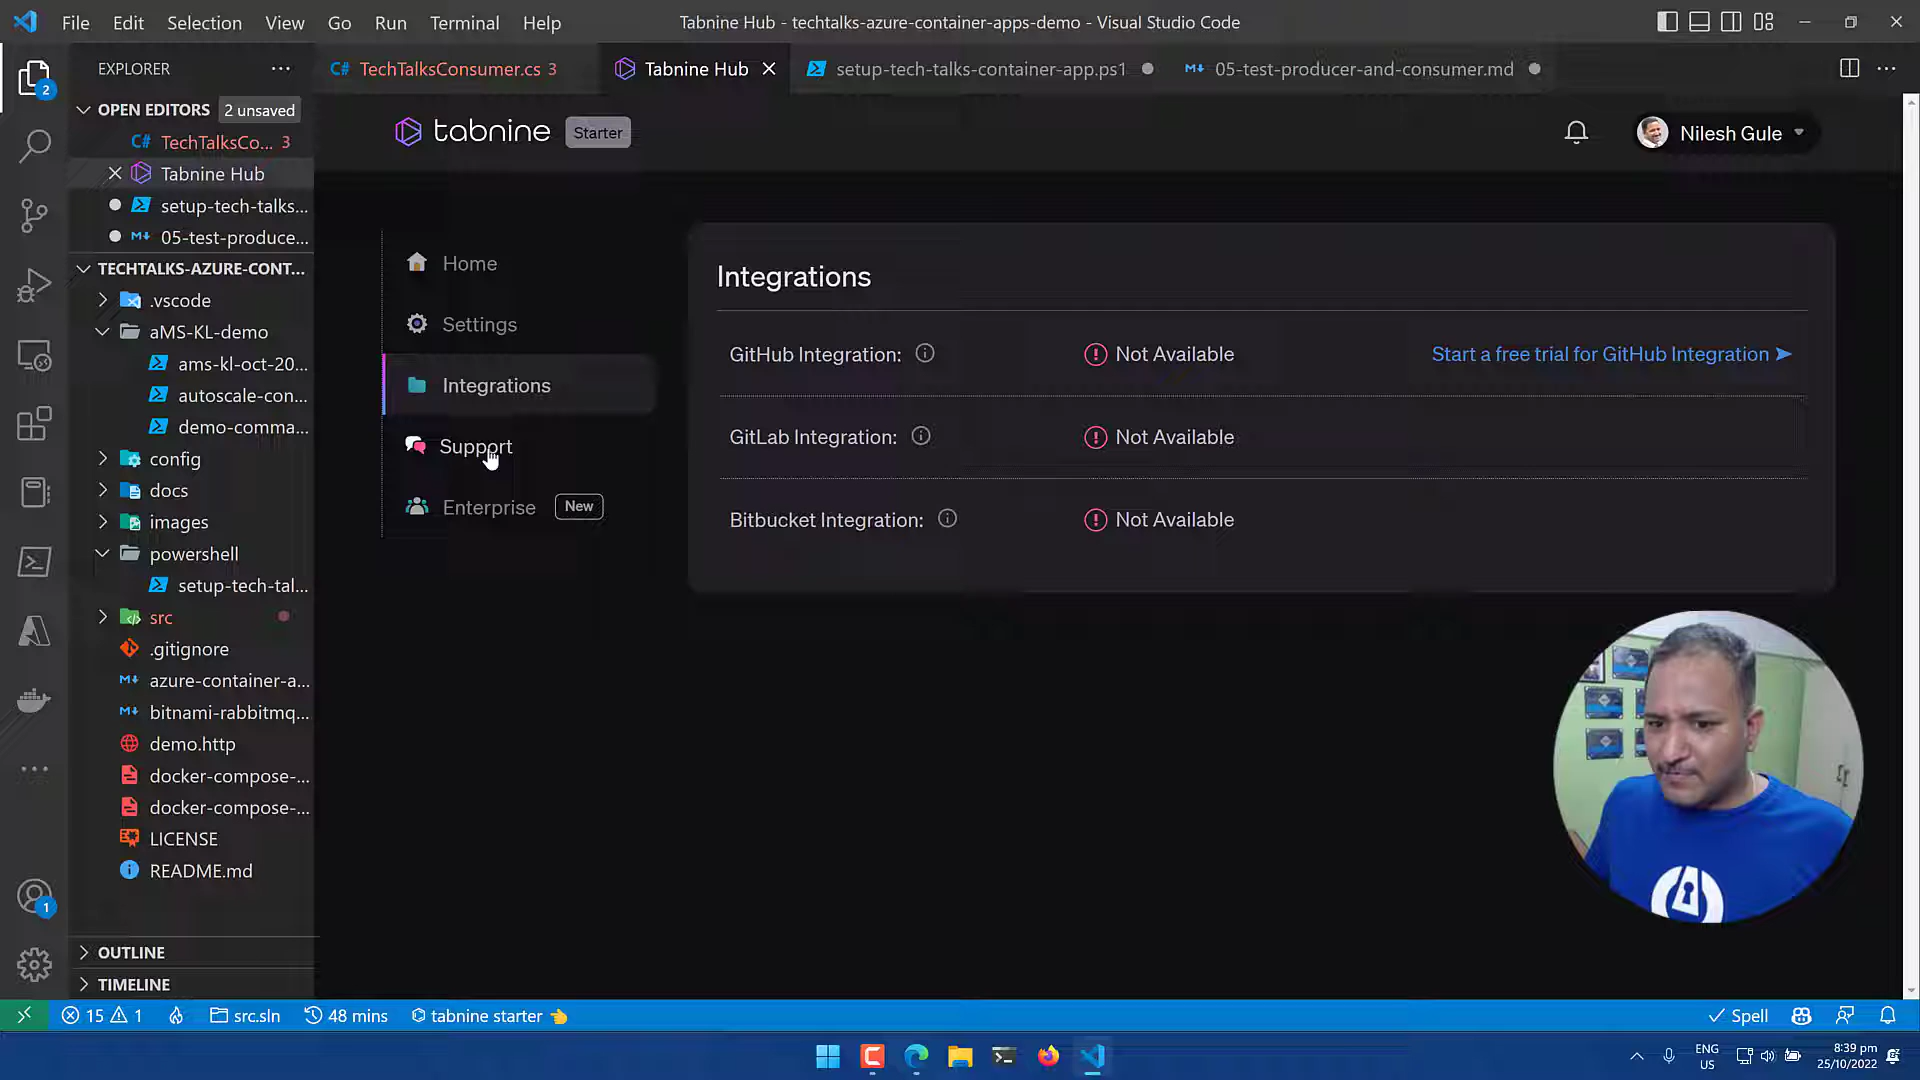 File Edit Selection View Go Run Terminal Help
Tabnine Hub - techtalks-azure-container-apps-demo - Visual Studio Code
2
EXPLORER
OPEN EDITORS 2 unsaved
C# TechTalksCo... 3
Tabnine Hub
setup-tech-talks...
05-test-produce...
TECHTALKS-AZURE-CONT...
.vscode
aMS-KL-demo
ams-kl-oct-20...
autoscale-con...
demo-comma...
config
docs
images
powershell
setup-tech-tal...
src
.gitignore
azure-container-a...
bitnami-rabbitmq...
demo.http
docker-compose-...
docker-compose-...
LICENSE
README.md
1
OUTLINE
TIMELINE
C# TechTalksConsumer.cs 3
Tabnine Hub
setup-tech-talks-container-app.ps1
05-test-producer-and-consumer.md
tabnine Starter
Nilesh Gule
Home
Settings
Integrations
Support
Enterprise New
Integrations
GitHub Integration: Not Available Start a free trial for GitHub Integration
GitLab Integration: Not Available
Bitbucket Integration: Not Available
15 1 src.sln 48 mins tabnine starter Spell
ENG
US
8:39 pm
25/10/2022